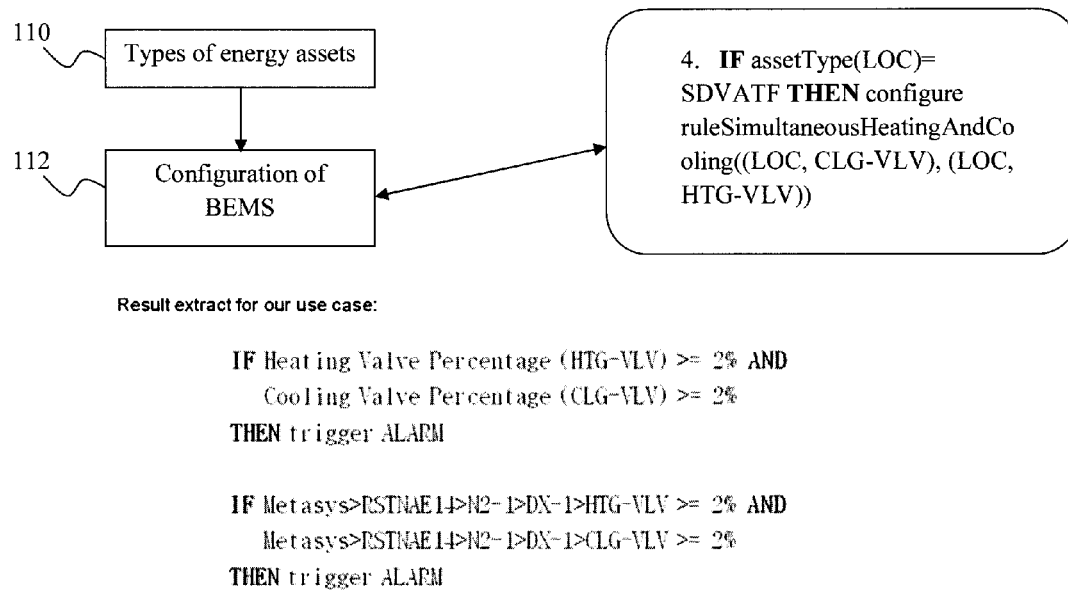 110
Types of energy assets
112
Configuration of
BEMS
4. IF assetType(LOC)=
SDVATF THEN configure
ruleSimultaneousHeatingAndCo
oling((LOC, CLG-VLV), (LOC,
HTG-VLV))
Result extract for our use case:
IF Heating Valve Percentage (HTG-VLV) >= 2% AND
Cooling Valve Percentage (CLG-VLV) >= 2%
THEN trigger ALARM
IF Metasys>RSTNAE14>N2-1>DX-1>HTG-VLV >= 2% AND
Metasys>RSTNAE14>N2-1>DX-1>CLG-VLV >= 2%
THEN trigger ALARM